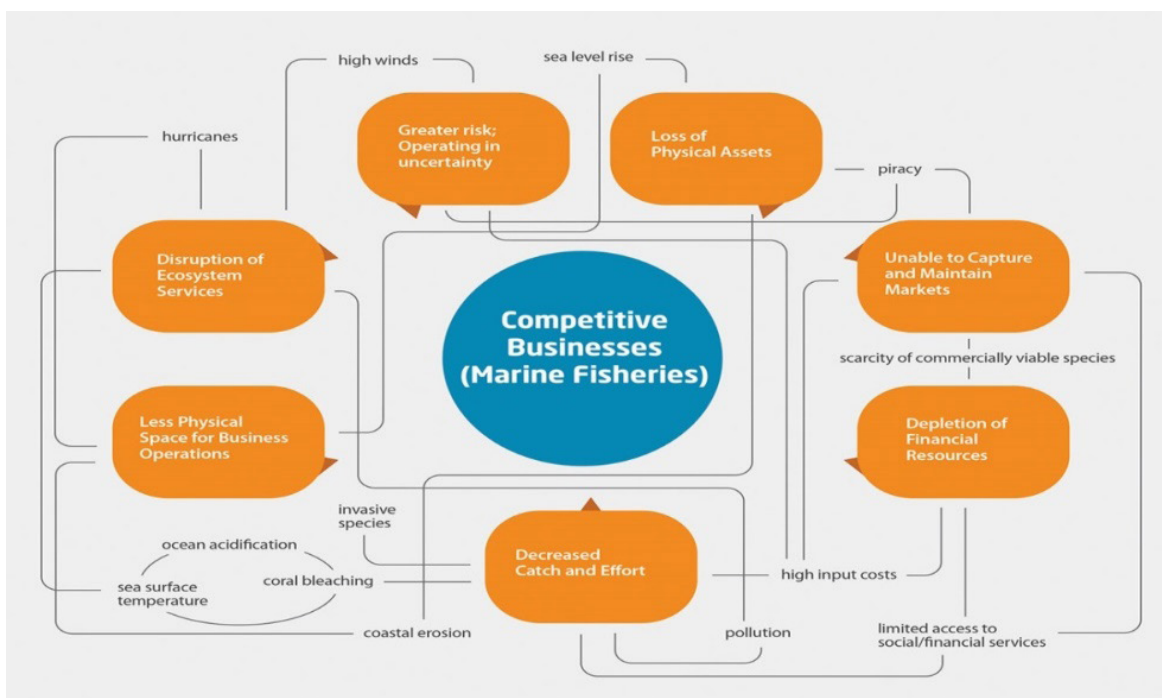 high winds
sea level rise
hurricanes
Greater risk;
Operating in
uncertainty
Loss of
Physical Assets
piracy
Disruption of
Ecosystem
Services
Unable to Capture
and Maintain
Markets
Competitive
Businesses
(Marine Fisheries)
scarcity of commercially viable species
Less Physical
Space for Business
Operations
Depletion of
Financial
Resources
invasive
species
ocean acidification
Decreased
Catch and Effort
sea surface
temperature
coral bleaching
high input costs
coastal erosion
pollution
limited access to
social/financial services